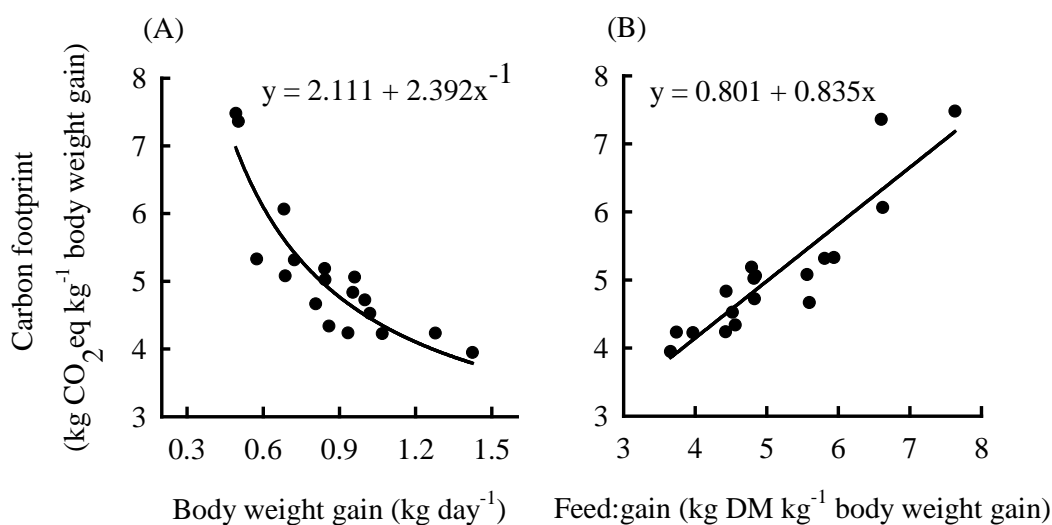 (A)
y = 2.111 + 2.392x⁻¹
8
7
6
5
4
3
0.3 0.6 0.9 1.2 1.5
Body weight gain (kg day⁻¹)
Carbon footprint
(kg CO₂eq kg⁻¹ body weight gain)
(B)
y = 0.801 + 0.835x
8
7
6
5
4
3
3 4 5 6 7 8
Feed:gain (kg DM kg⁻¹ body weight gain)